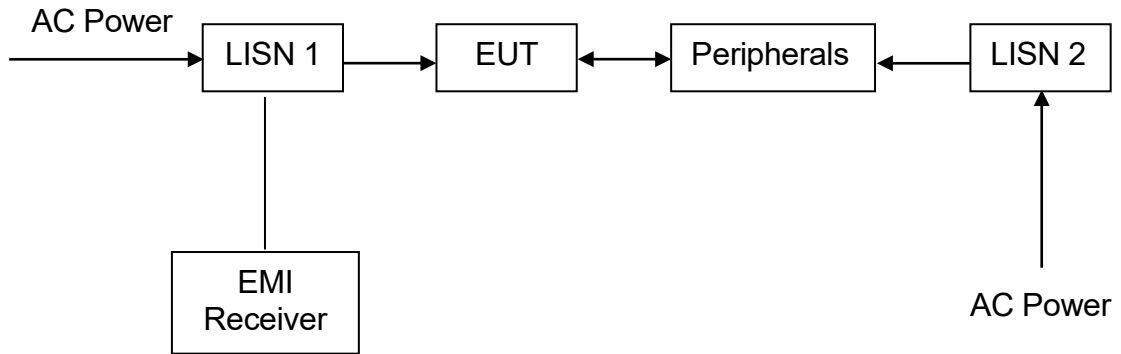 AC Power
LISN 1
EUT
Peripherals
LISN 2
EMI
Receiver
AC Power